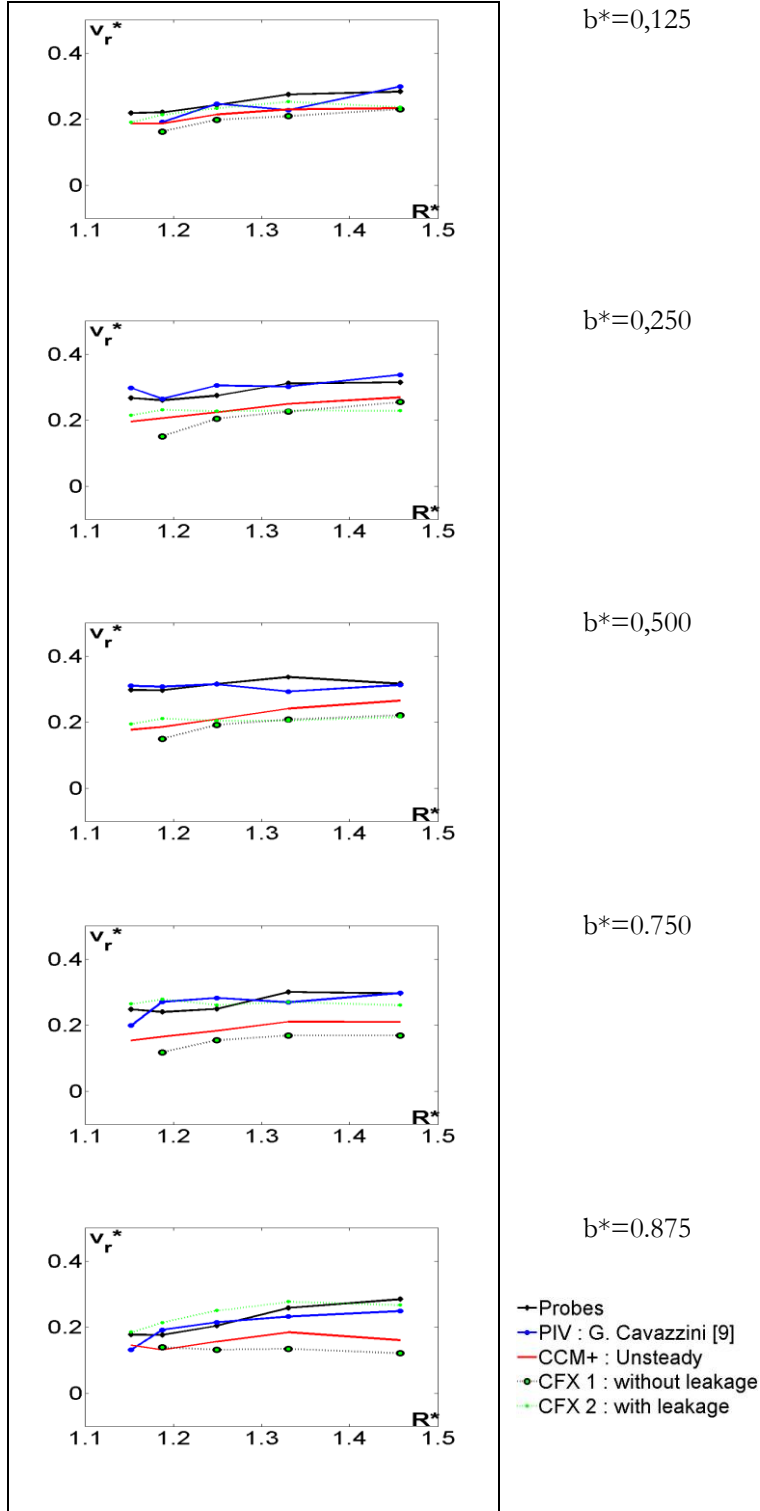 v_r*
b*=0,125
0.4
0.2
0
R*
1.1 1.2 1.3 1.4 1.5
v_r*
b*=0,250
0.4
0.2
0
R*
1.1 1.2 1.3 1.4 1.5
v_r*
b*=0,500
0.4
0.2
0
R*
1.1 1.2 1.3 1.4 1.5
v_r*
b*=0.750
0.4
0.2
0
R*
1.1 1.2 1.3 1.4 1.5
v_r*
b*=0.875
0.4
0.2
0
R*
1.1 1.2 1.3 1.4 1.5
Probes
PIV : G. Cavazzini [9]
CCM+ : Unsteady
CFX 1 : without leakage
CFX 2 : with leakage